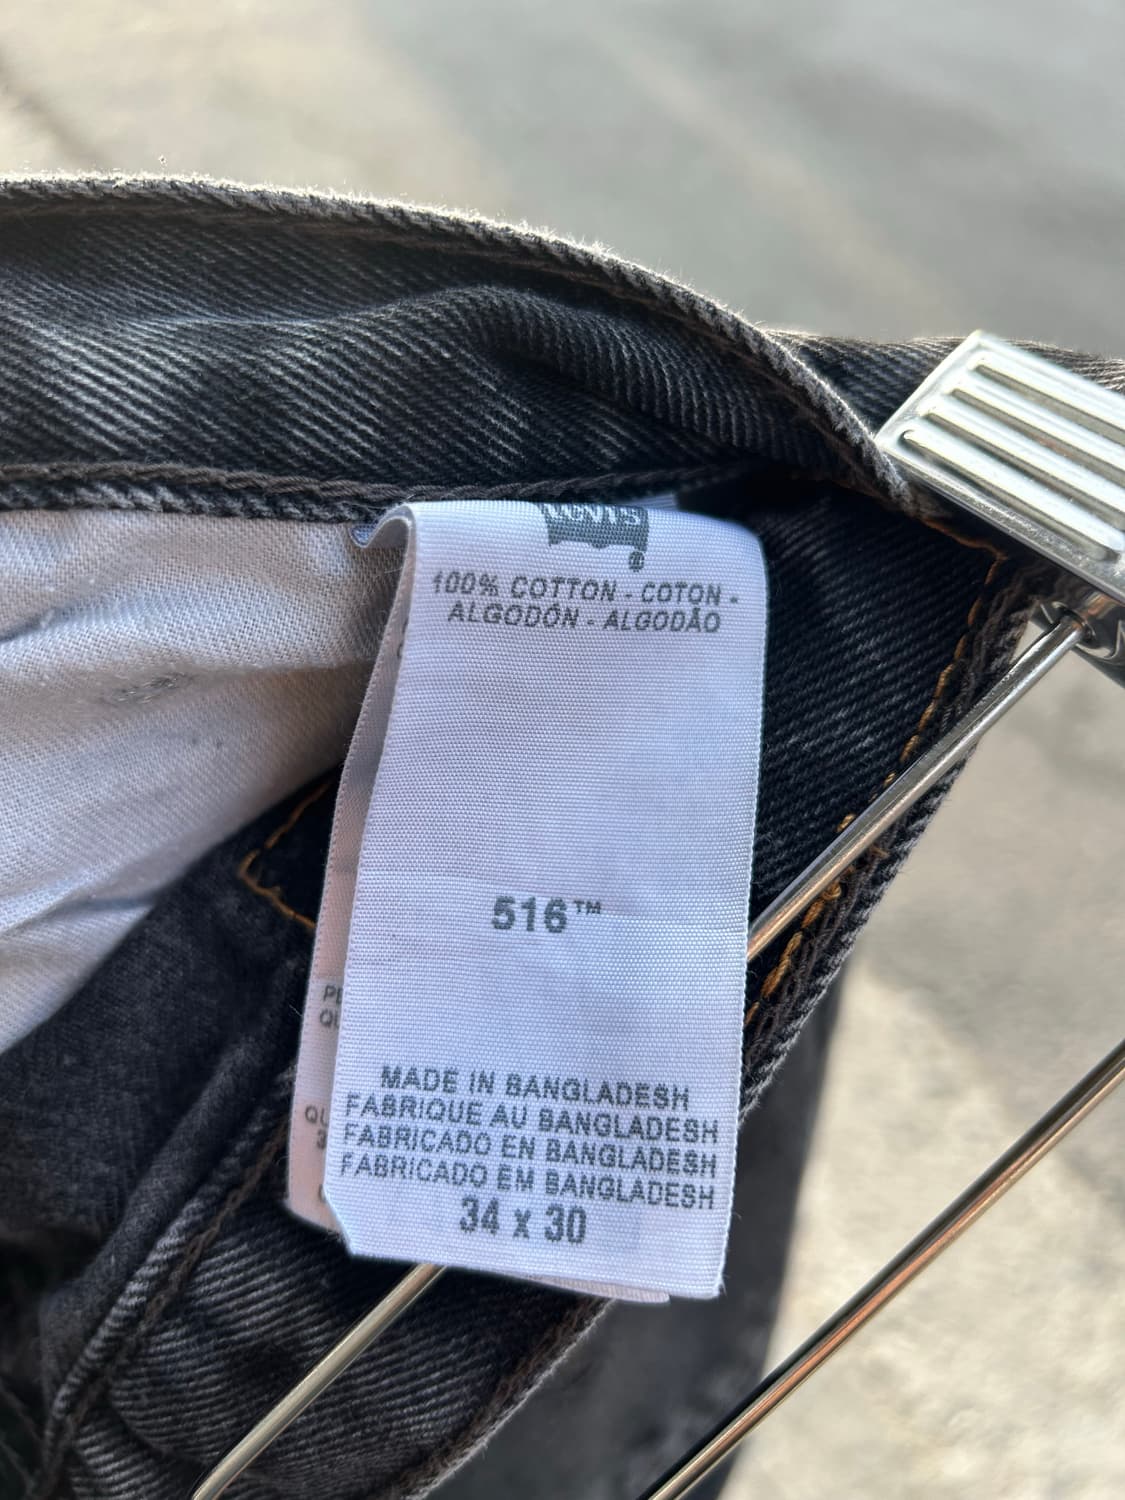 LEVI'S
®
100% COTTON - COTON -
ALGODÓN - ALGODÃO
516™
MADE IN BANGLADESH
FABRIQUE AU BANGLADESH
FABRICADO EN BANGLADESH
FABRICADO EM BANGLADESH
34 x 30